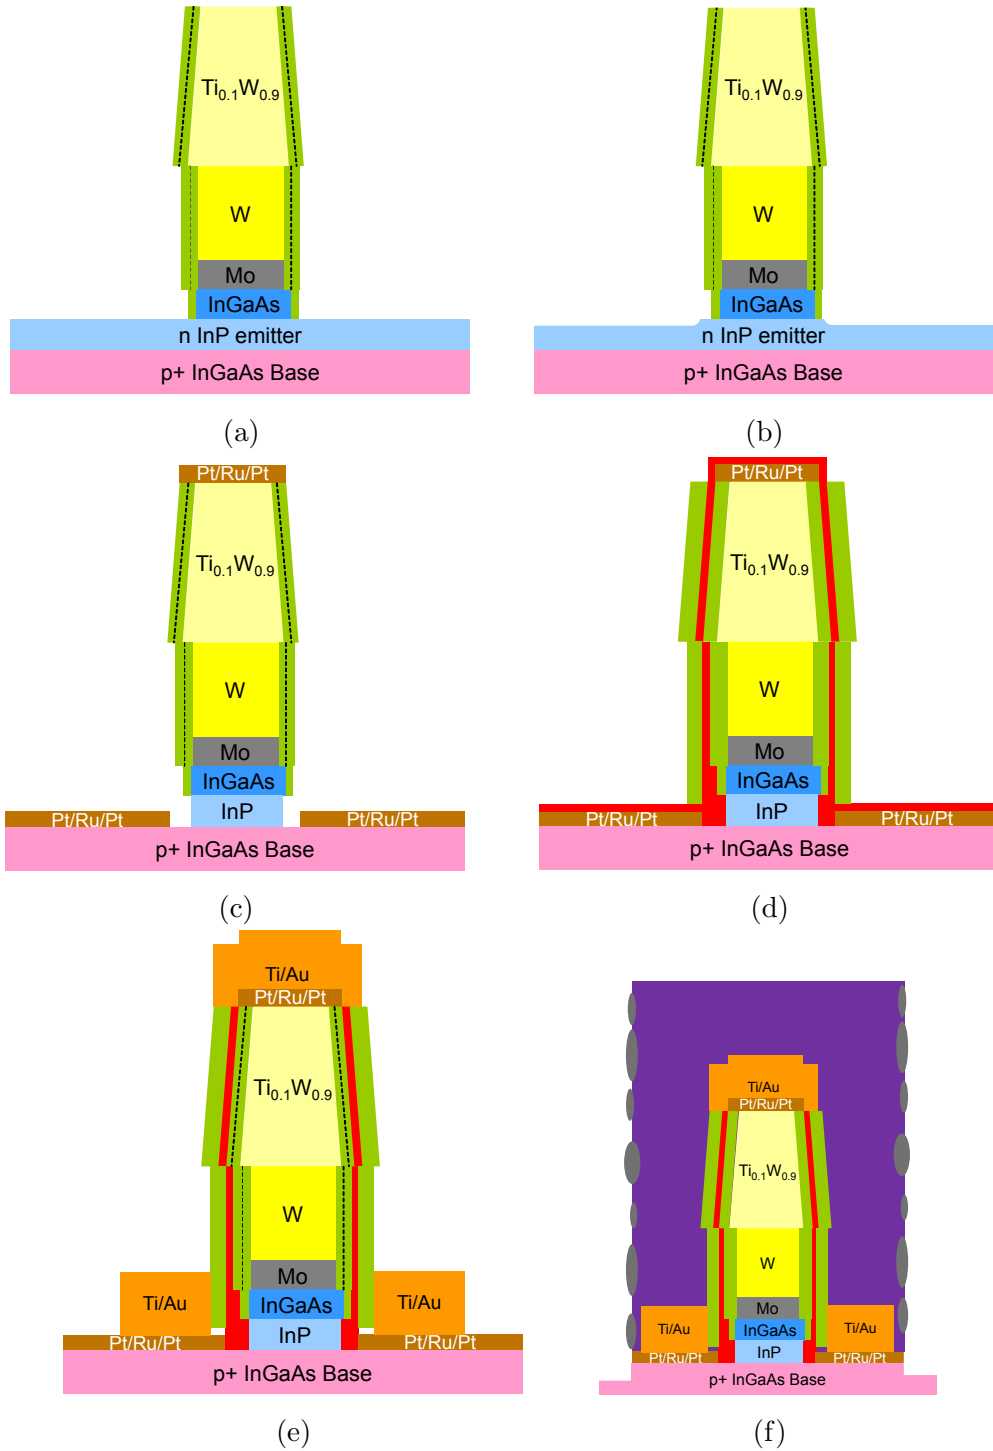 Ti₀.₁W₀.₉
W
Mo
InGaAs
n InP emitter
p+ InGaAs Base
(a)
Ti₀.₁W₀.₉
W
Mo
InGaAs
n InP emitter
p+ InGaAs Base
(b)
Pt/Ru/Pt
Ti₀.₁W₀.₉
W
Mo
InGaAs
InP
Pt/Ru/Pt Pt/Ru/Pt
p+ InGaAs Base
(c)
Pt/Ru/Pt
Ti₀.₁W₀.₉
W
Mo
InGaAs
InP
Pt/Ru/Pt Pt/Ru/Pt
p+ InGaAs Base
(d)
Ti/Au
Pt/Ru/Pt
Ti₀.₁W₀.₉
W
Mo
InGaAs
Ti/Au Ti/Au
InP
Pt/Ru/Pt Pt/Ru/Pt
p+ InGaAs Base
(e)
Ti/Au
Pt/Ru/Pt
Ti₀.₁W₀.₉
W
Mo
Ti/Au InGaAs Ti/Au
InP
Pt/Ru/Pt Pt/Ru/Pt
p+ InGaAs Base
(f)